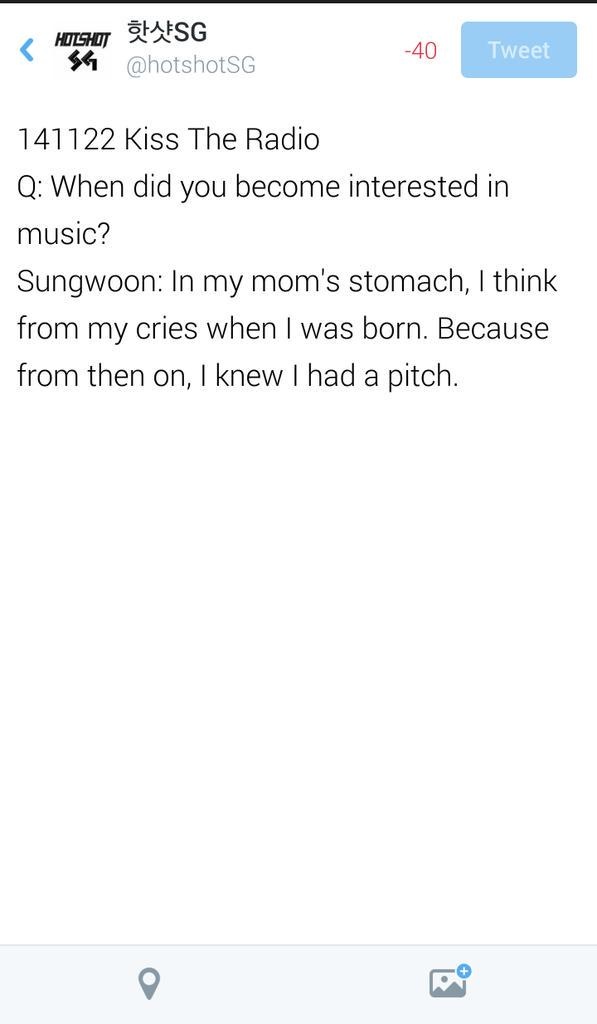 HOTSHOT
SG
핫샷SG
@hotshotSG
-40
Tweet
141122 Kiss The Radio
Q: When did you become interested in
music?
Sungwoon: In my mom's stomach, I think
from my cries when I was born. Because
from then on, I knew I had a pitch.